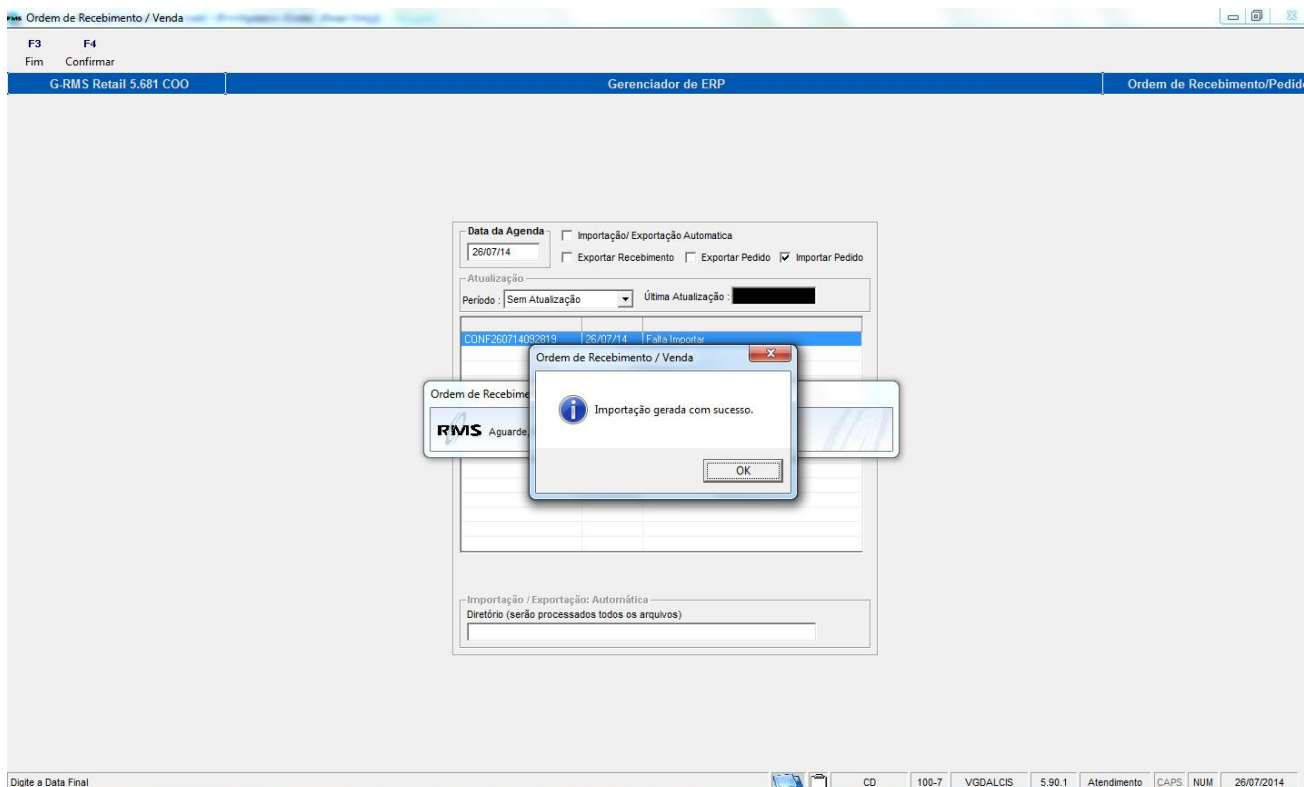 RMS Ordem de Recebimento / Venda
F3 F4
Fim Confirmar
G-RMS Retail 5.681 COO Gerenciador de ERP Ordem de Recebimento/Pedid
Data da Agenda Importação/ Exportação Automatica
26/07/14 Exportar Recebimento Exportar Pedido Importar Pedido
Atualização
Período : Sem Atualização Última Atualização :
CONF260714092819 26/07/14 Falta Importar
Ordem de Recebimento / Venda
Ordem de Recebime
Importação gerada com sucesso.
RMS Aguarde,
OK
Importação / Exportação: Automática
Diretório (serão processados todos os arquivos)
Digite a Data Final CD 100-7 VGDALCIS 5.90.1 Atendimento CAPS NUM 26/07/2014